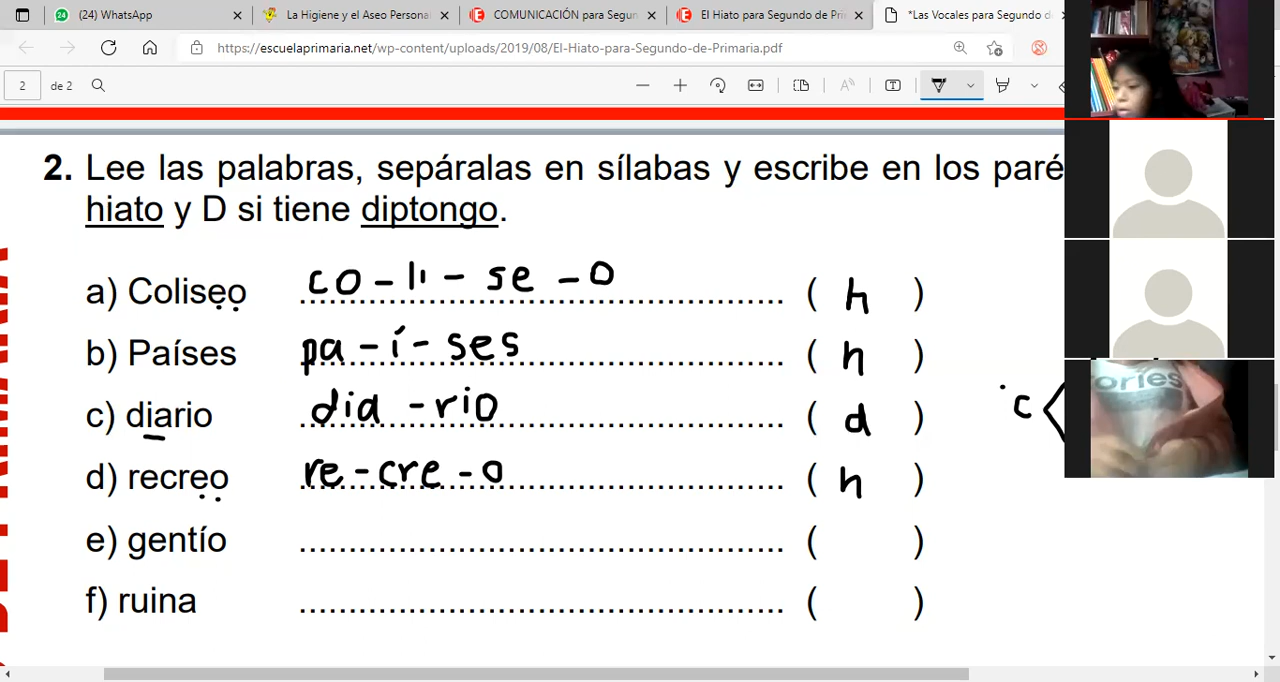 (24) WhatsApp
La Higiene y el Aseo Persona
COMUNICACIÓN para Segun
El Hiato para Segundo de Pri
*Las Vocales para Segundo d
https://escuelaprimaria.net/wp-content/uploads/2019/08/El-Hiato-para-Segundo-de-Primaria.pdf
2 de 2
2. Lee las palabras, sepáralas en sílabas y escribe en los paré
hiato y D si tiene diptongo.
a) Coliseo co - li - se - o ( h )
b) Países pa - í - ses ( h )
c) diario dia - rio ( d )
d) recreo re - cre - o ( h )
e) gentío ( )
f) ruina ( )
c <
ories